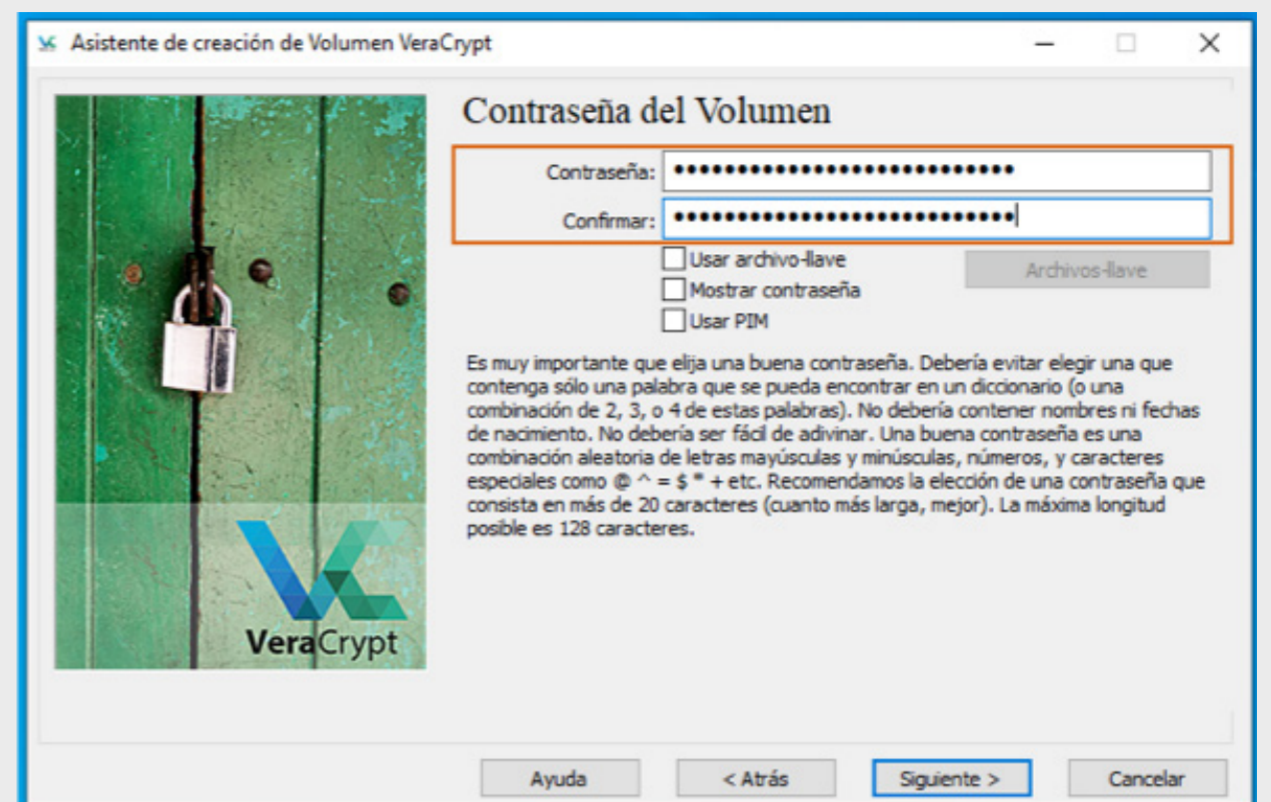 Asistente de creación de Volumen VeraCrypt
Contraseña del Volumen
Contraseña: •••••••••••••••••••••••••••
Confirmar: •••••••••••••••••••••••••••
Usar archivo-llave
Archivos-llave
Mostrar contraseña
Usar PIM
Es muy importante que elija una buena contraseña. Debería evitar elegir una que
contenga sólo una palabra que se pueda encontrar en un diccionario (o una
combinación de 2, 3, o 4 de estas palabras). No debería contener nombres ni fechas
de nacimiento. No debería ser fácil de adivinar. Una buena contraseña es una
combinación aleatoria de letras mayúsculas y minúsculas, números, y caracteres
especiales como @ ^ = $ * + etc. Recomendamos la elección de una contraseña que
consista en más de 20 caracteres (cuanto más larga, mejor). La máxima longitud
posible es 128 caracteres.
VeraCrypt
Ayuda
< Atrás
Siguiente >
Cancelar